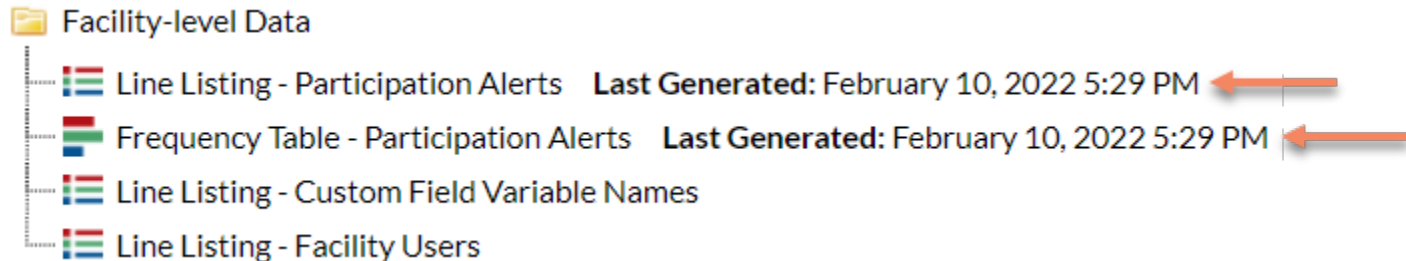 Facility-level Data
Line Listing - Participation Alerts Last Generated: February 10, 2022 5:29 PM
Frequency Table - Participation Alerts Last Generated: February 10, 2022 5:29 PM
Line Listing - Custom Field Variable Names
Line Listing - Facility Users